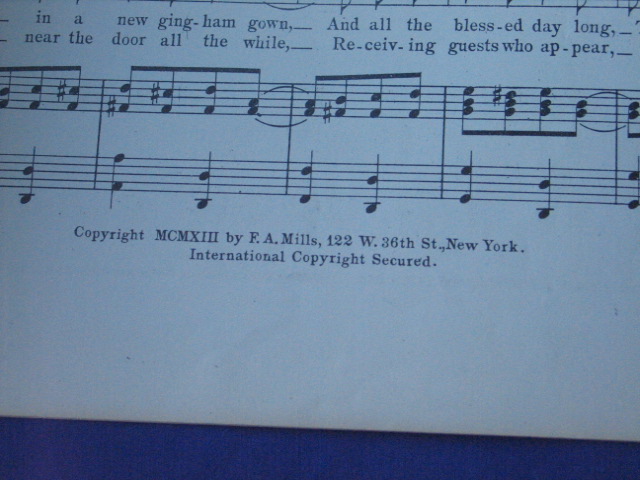 in a new ging-ham gown, And all the bless-ed day long,
near the door all the while, Re-ceiv-ing guests who ap-pear,
Copyright MCMXIII by F. A. Mills, 122 W. 36th St., New York.
International Copyright Secured.